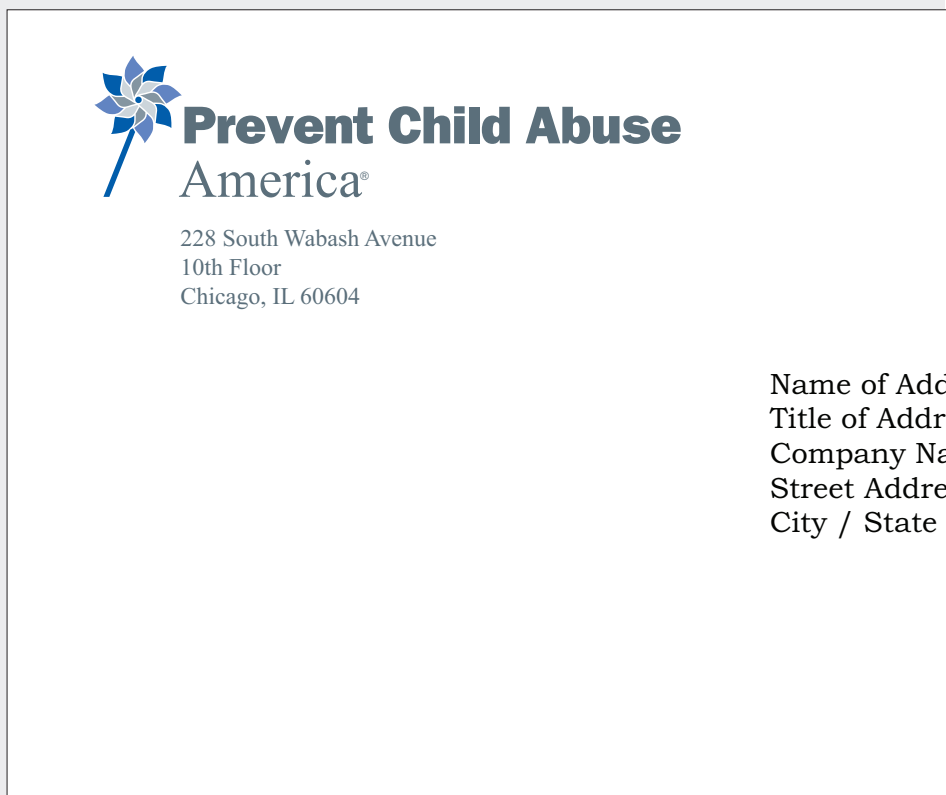 Prevent Child Abuse
America®
228 South Wabash Avenue
10th Floor
Chicago, IL 60604
Name of Add
Title of Addr
Company Na
Street Addre
City / State